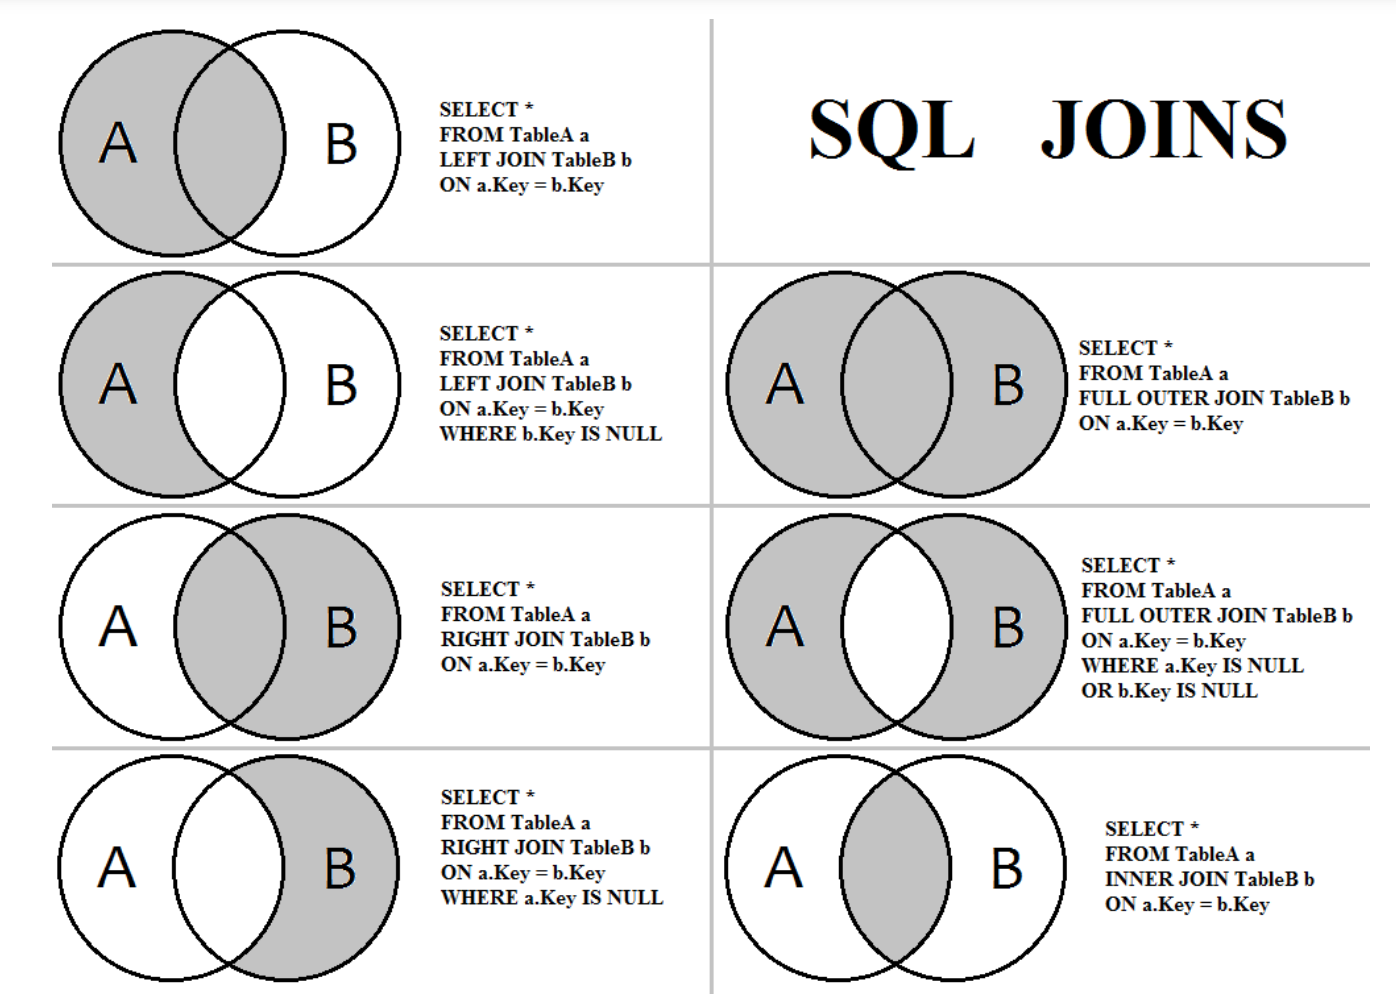 A
B
SELECT *
FROM TableA a
LEFT JOIN TableB b
ON a.Key = b.Key
SQL JOINS
A
B
SELECT *
FROM TableA a
LEFT JOIN TableB b
ON a.Key = b.Key
WHERE b.Key IS NULL
A
B
SELECT *
FROM TableA a
FULL OUTER JOIN TableB b
ON a.Key = b.Key
A
B
SELECT *
FROM TableA a
RIGHT JOIN TableB b
ON a.Key = b.Key
A
B
SELECT *
FROM TableA a
FULL OUTER JOIN TableB b
ON a.Key = b.Key
WHERE a.Key IS NULL
OR b.Key IS NULL
A
B
SELECT *
FROM TableA a
RIGHT JOIN TableB b
ON a.Key = b.Key
WHERE a.Key IS NULL
A
B
SELECT *
FROM TableA a
INNER JOIN TableB b
ON a.Key = b.Key